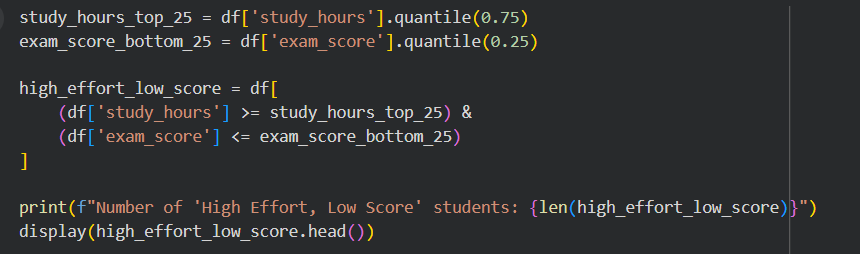 study_hours_top_25 = df['study_hours'].quantile(0.75)
exam_score_bottom_25 = df['exam_score'].quantile(0.25)

high_effort_low_score = df[
    (df['study_hours'] >= study_hours_top_25) &
    (df['exam_score'] <= exam_score_bottom_25)
]

print(f"Number of 'High Effort, Low Score' students: {len(high_effort_low_score)}")
display(high_effort_low_score.head())